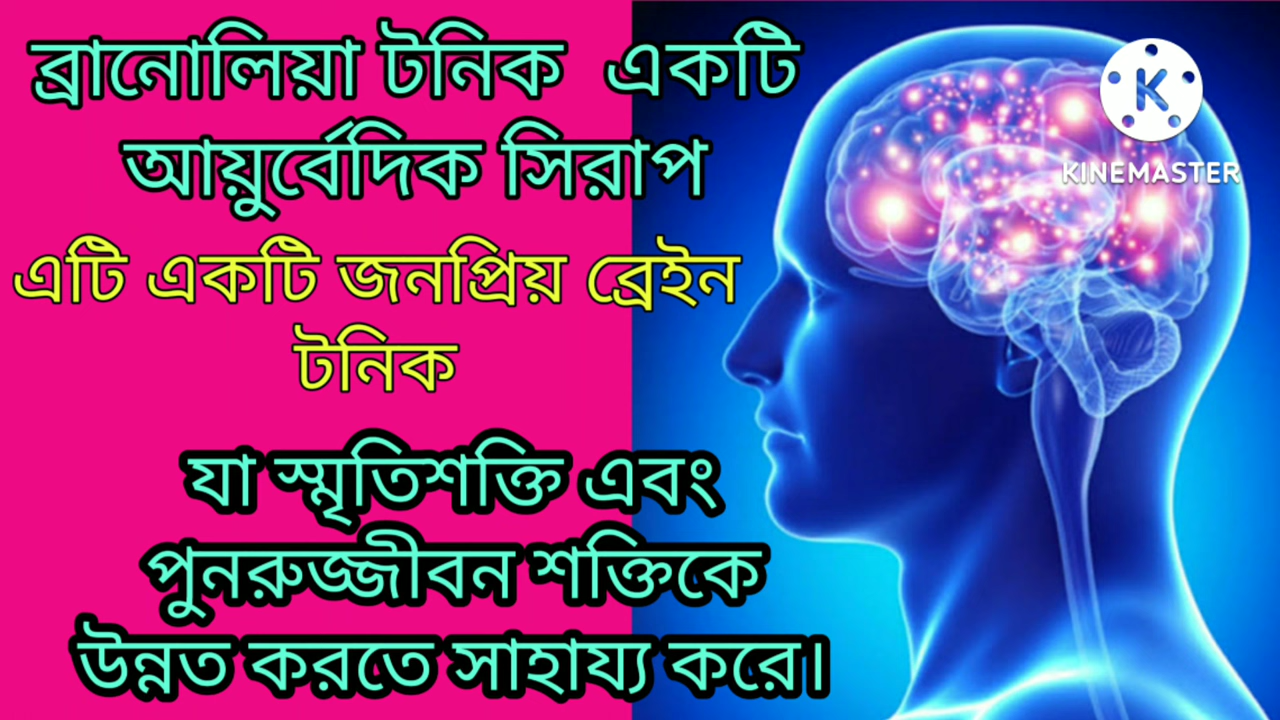 ব্রানোলিয়া টনিক একটি
আয়ুর্বেদিক সিরাপ
এটি একটি জনপ্রিয় ব্রেইন
টনিক
যা স্মৃতিশক্তি এবং
পুনরুজ্জীবন শক্তিকে
উন্নত করতে সাহায্য করে।
K
KINEMASTER